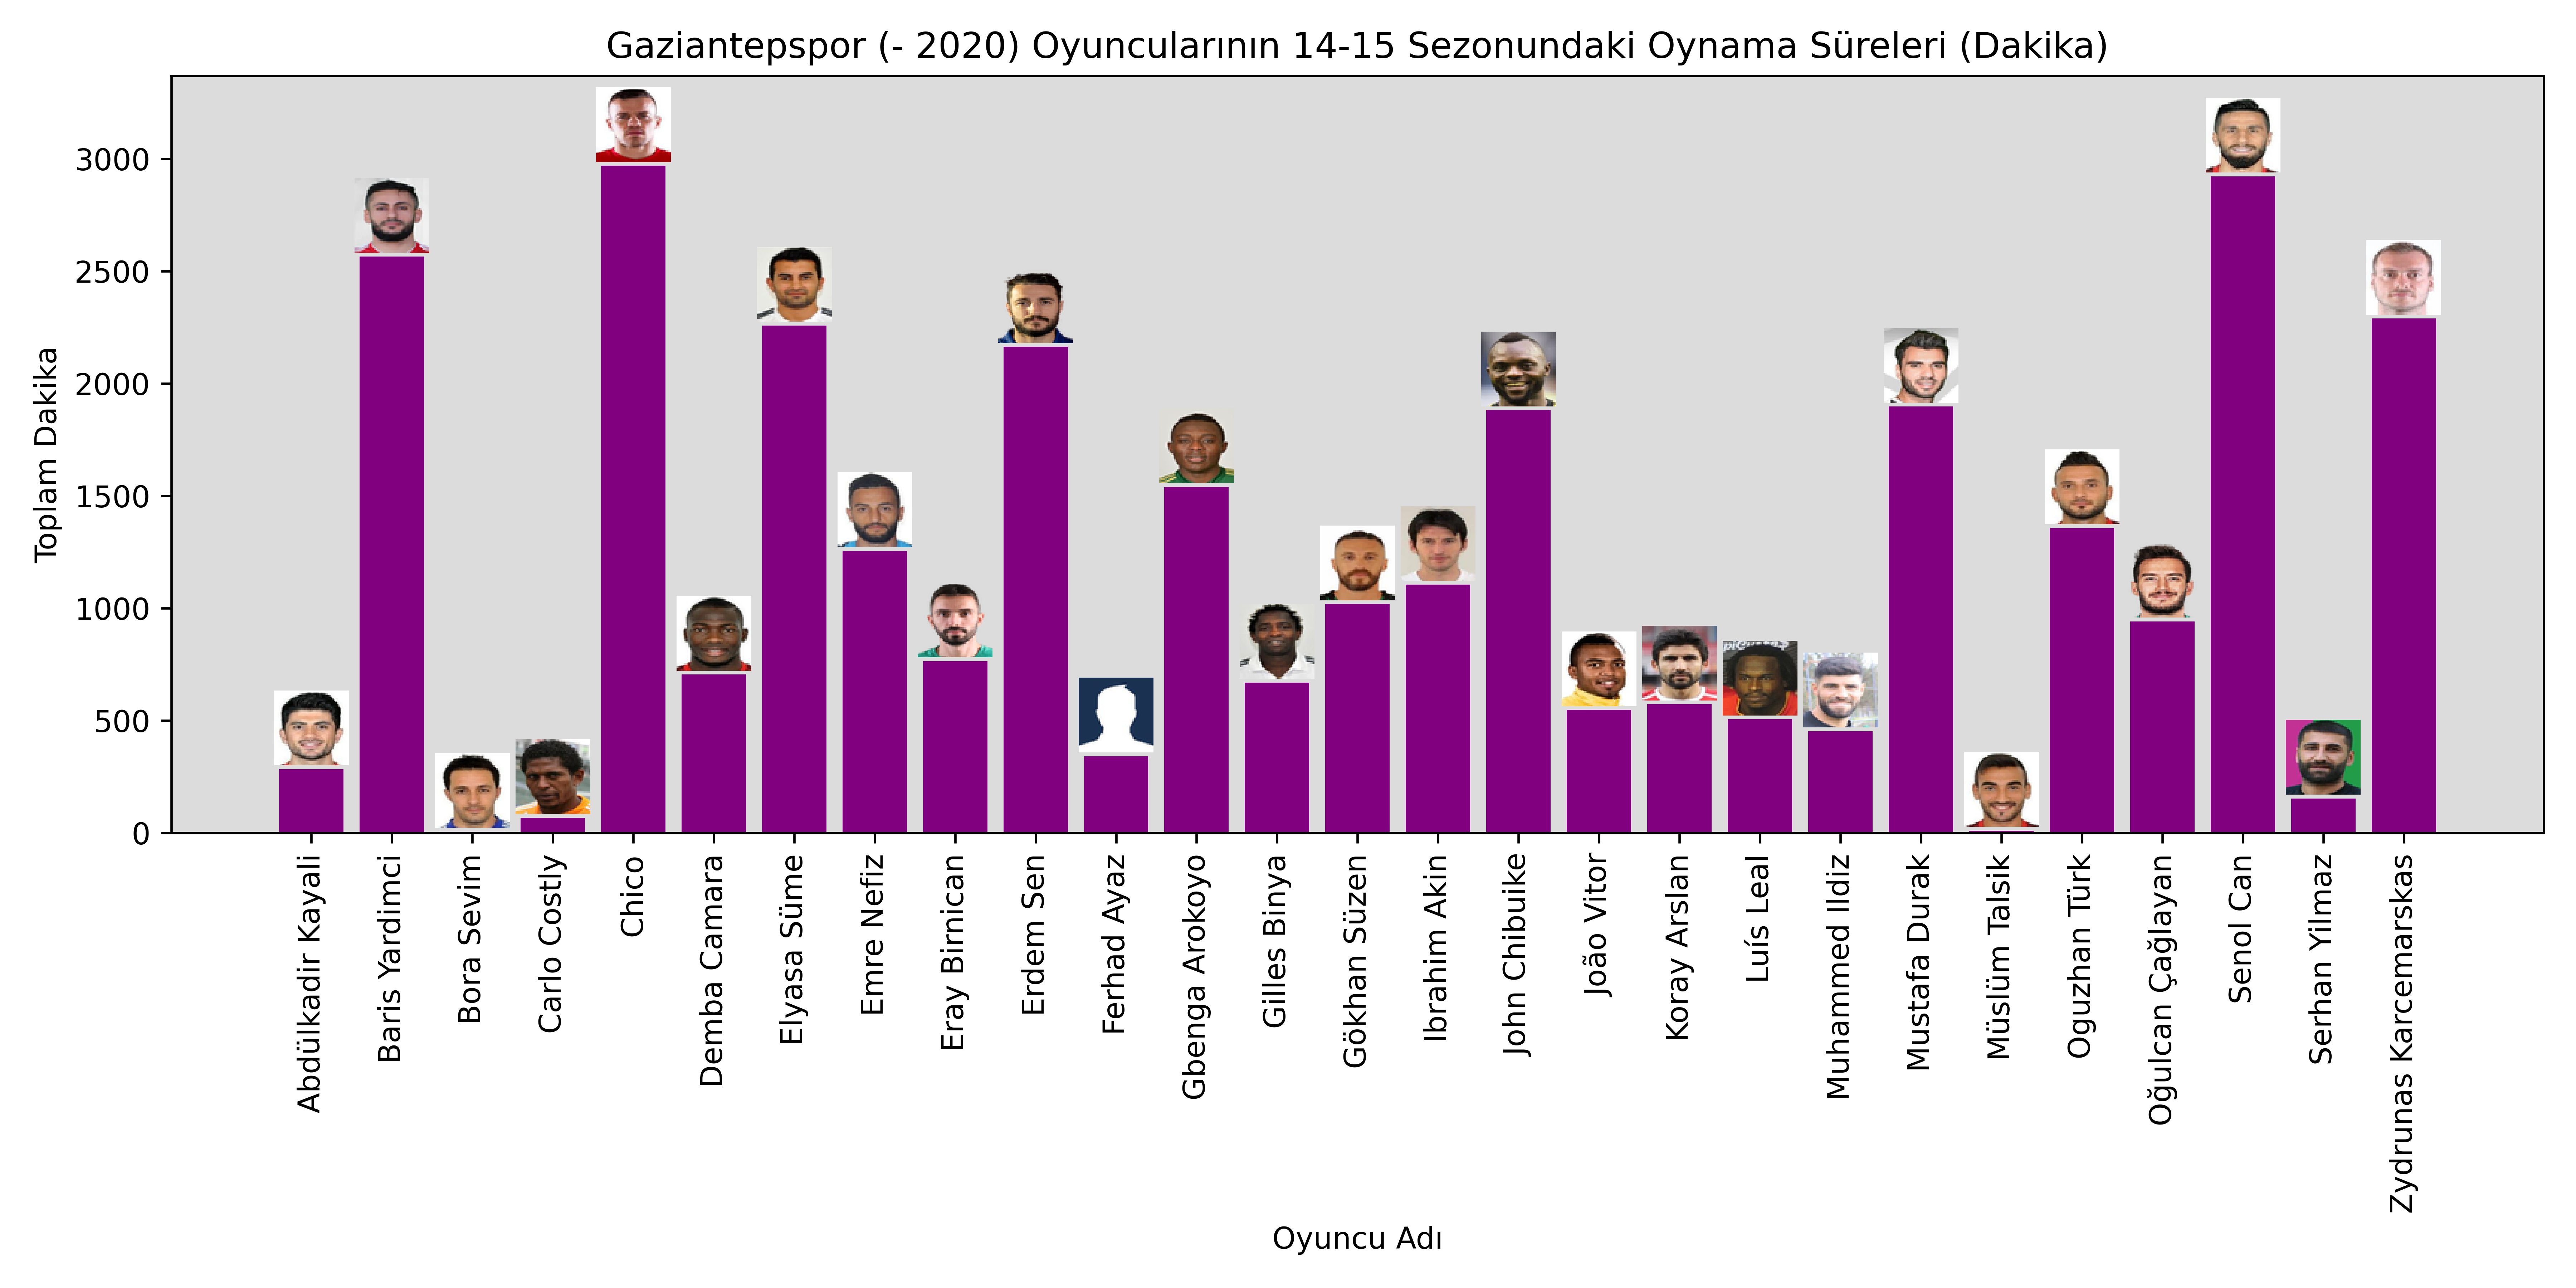 Gaziantepspor (- 2020) Oyuncularının 14-15 Sezonundaki Oynama Süreleri (Dakika)
Toplam Dakika
3000
2500
2000
1500
1000
500
0
Abdülkadir Kayali
Baris Yardimci
Bora Sevim
Carlo Costly
Chico
Demba Camara
Elyasa Süme
Emre Nefiz
Eray Birnican
Erdem Sen
Ferhad Ayaz
Gbenga Arokoyo
Gilles Binya
Gökhan Süzen
Ibrahim Akin
John Chibuike
João Vitor
Koray Arslan
Luís Leal
Muhammed Ildiz
Mustafa Durak
Müslüm Talsik
Oguzhan Türk
Oğulcan Çağlayan
Senol Can
Serhan Yilmaz
Zydrunas Karcemarskas
Oyuncu Adı